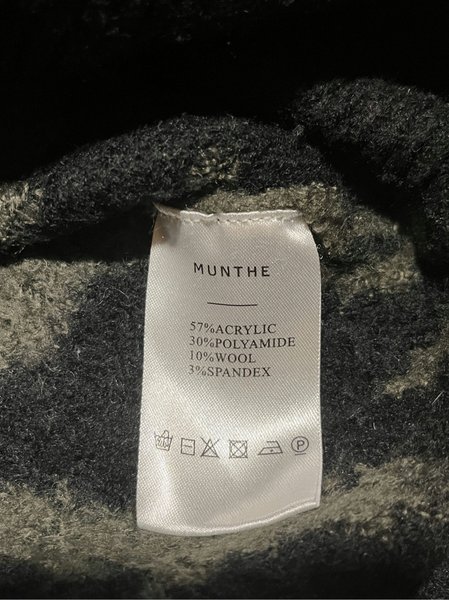 MUNTHE
57%ACRYLIC
30%POLYAMIDE
10%WOOL
3%SPANDEX
P